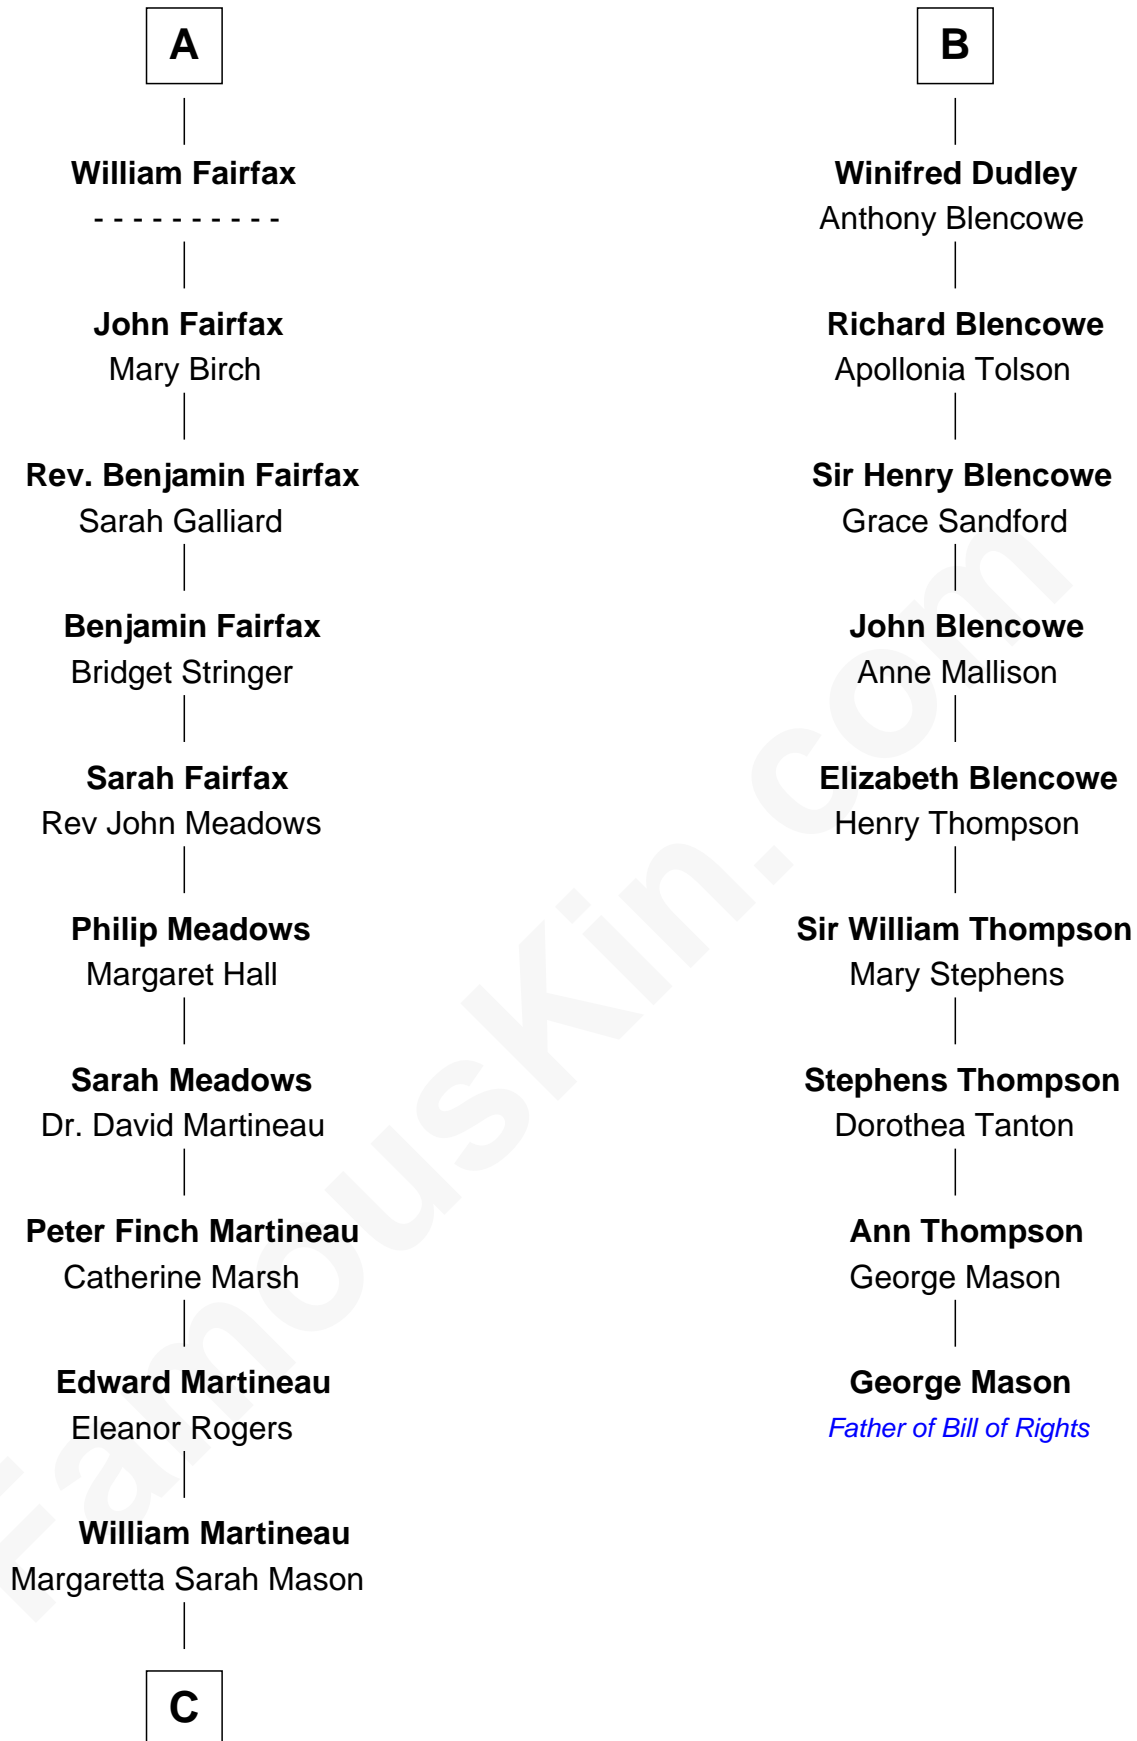 A
William Fairfax
- - - - - - - - - -
John Fairfax
Mary Birch
Rev. Benjamin Fairfax
Sarah Galliard
Benjamin Fairfax
Bridget Stringer
Sarah Fairfax
Rev John Meadows
Philip Meadows
Margaret Hall
Sarah Meadows
Dr. David Martineau
Peter Finch Martineau
Catherine Marsh
Edward Martineau
Eleanor Rogers
William Martineau
Margaretta Sarah Mason
C
B
Winifred Dudley
Anthony Blencowe
Richard Blencowe
Apollonia Tolson
Sir Henry Blencowe
Grace Sandford
John Blencowe
Anne Mallison
Elizabeth Blencowe
Henry Thompson
Sir William Thompson
Mary Stephens
Stephens Thompson
Dorothea Tanton
Ann Thompson
George Mason
George Mason
Father of Bill of Rights
FamousKin.com